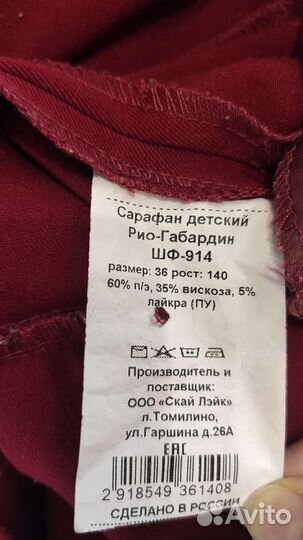 Сарафан детский
Рио-Габардин
ШФ-914
размер: 36 рост: 140
60% п/э, 35% вискоза, 5%
лайкра (ПУ)
Производитель и
поставщик:
ООО «Скай Лэйк»
п.Томилино,
ул.Гаршина д.26А
EAC
2 918549 361408
СДЕЛАНО В РОССИИ
Avito